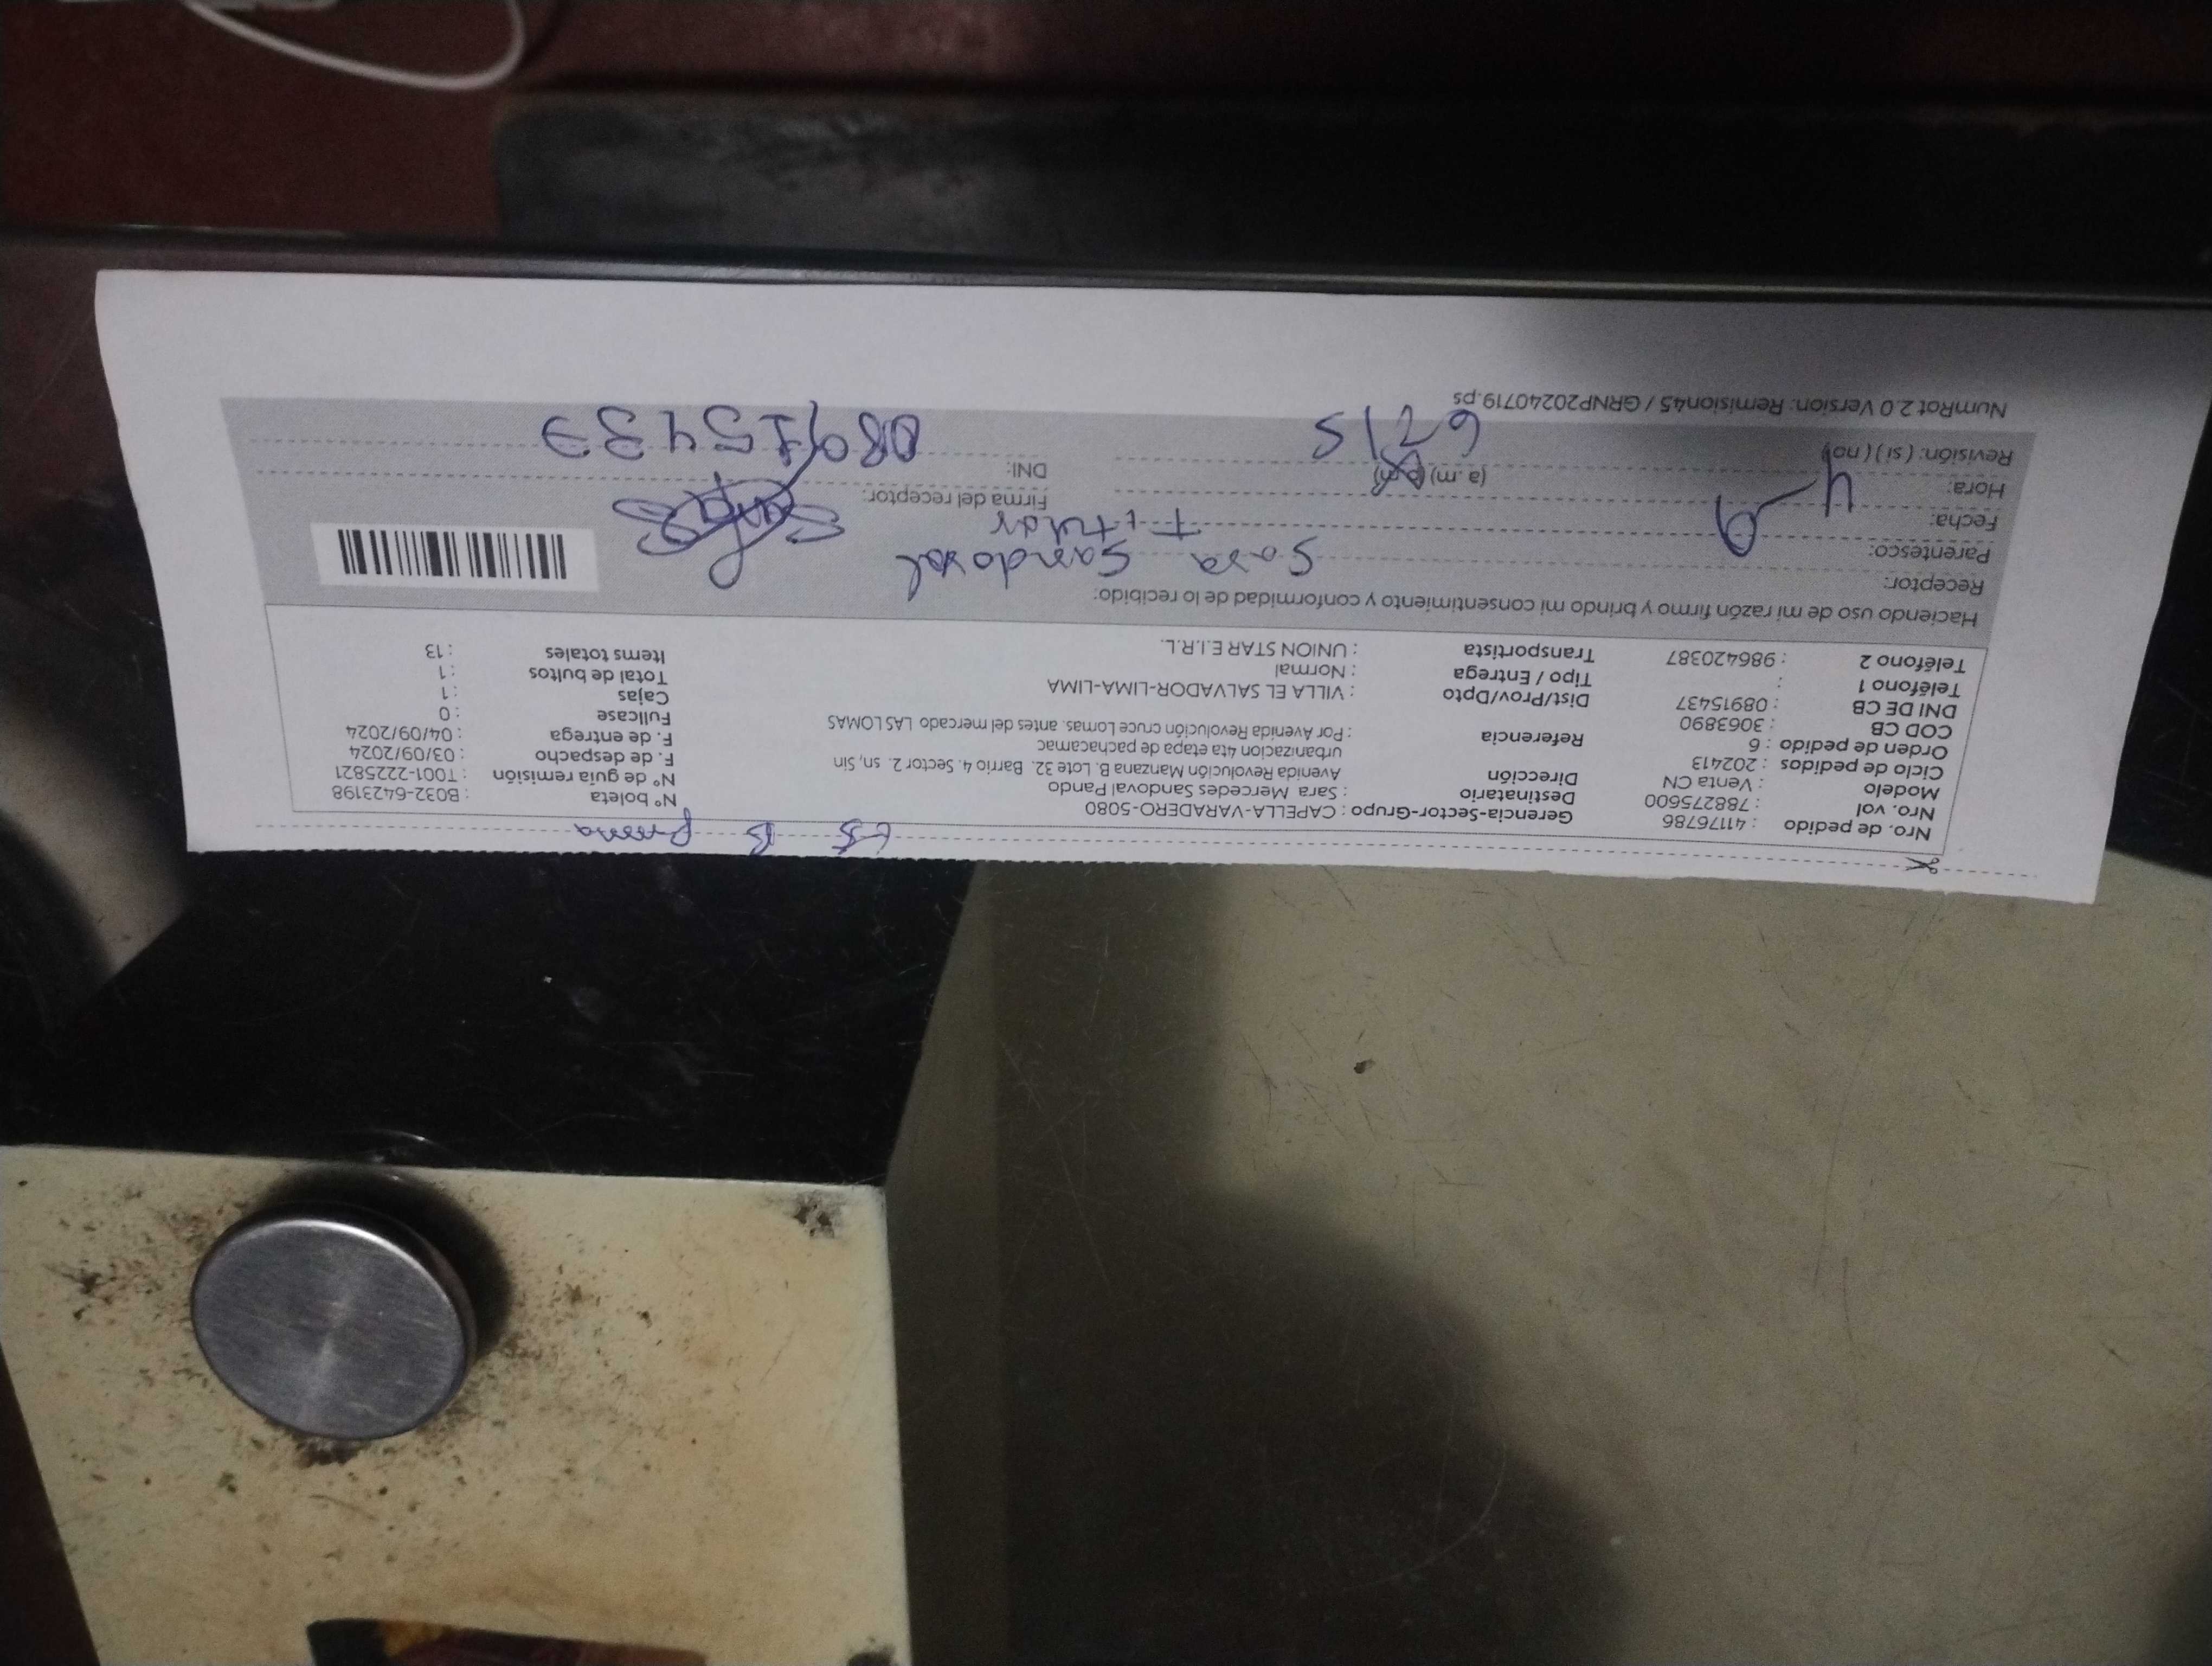 Nro. de pedido : 41176786
Nro. vol : 788275600
Modelo : Venta CN
Ciclo de pedidos : 202413
Orden de pedido : 6
COD CB : 3063890
DNI DE CB : 08915437
Teléfono 1 :
Teléfono 2 : 986420387
Gerencia-Sector-Grupo : CAPELLA-VARADERO-5080
Destinatario : Sara Mercedes Sandoval Pando
Dirección : Avenida Revolución Manzana B. Lote 32. Barrio 4. Sector 2. sn, Sin
urbanizacion 4ta etapa de pachacamac
Referencia : Por Avenida Revolución cruce Lomas. antes del mercado LAS LOMAS
Dist/Prov/Dpto : VILLA EL SALVADOR-LIMA-LIMA
Tipo / Entrega : Normal
Transportista : UNION STAR E.I.R.L.
N° boleta : B032-6423198
N° de guía remisión : T001-2225821
F. de despacho : 03/09/2024
F. de entrega : 04/09/2024
Fullcase : 0
Cajas : 1
Total de bultos : 1
Items totales : 13
Haciendo uso de mi razón firmo y brindo mi consentimiento y conformidad de lo recibido:
Receptor: Sara Sandoval
Parentesco: Titular
Fecha: 4-9
Hora: (a.m) (p.m)
Revisión: ( si ) ( no )
Firma del receptor:
DNI:
NumRot 2.0 Version: Remision45 / GRNP20240719.ps